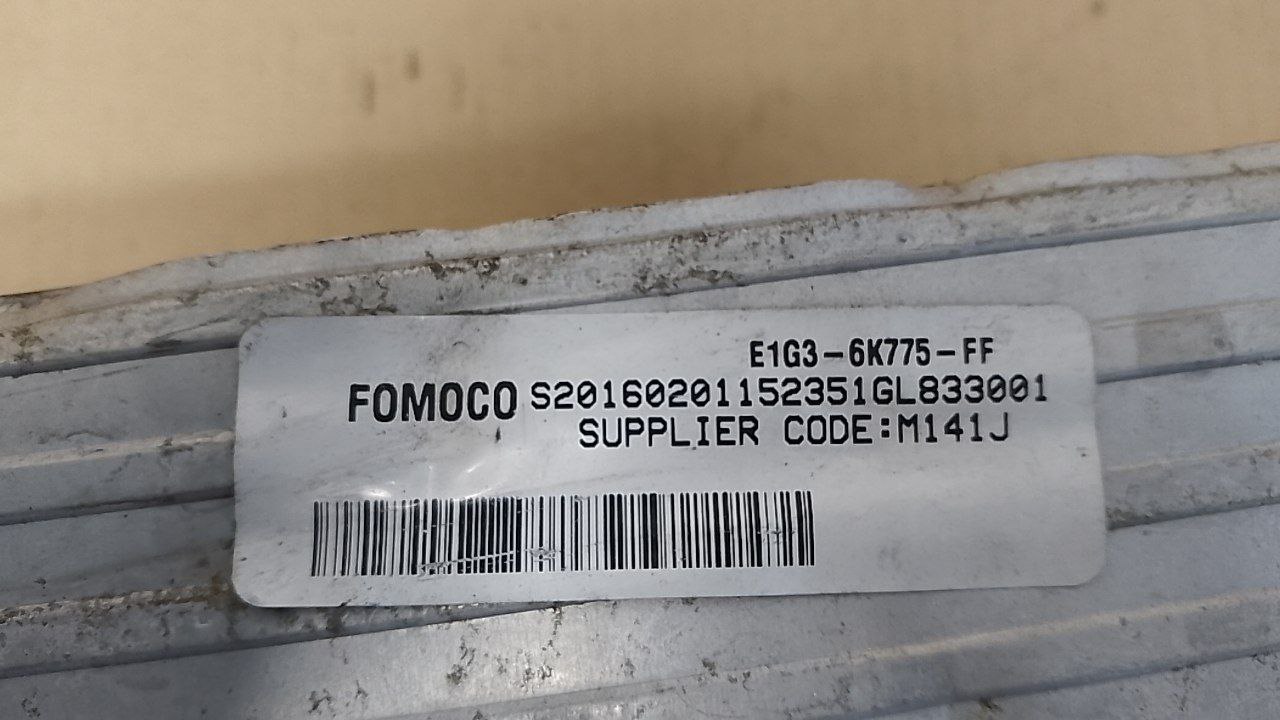 E1G3-6K775-FF
FOMOCO S20160201152351GL833001
SUPPLIER CODE:M141J